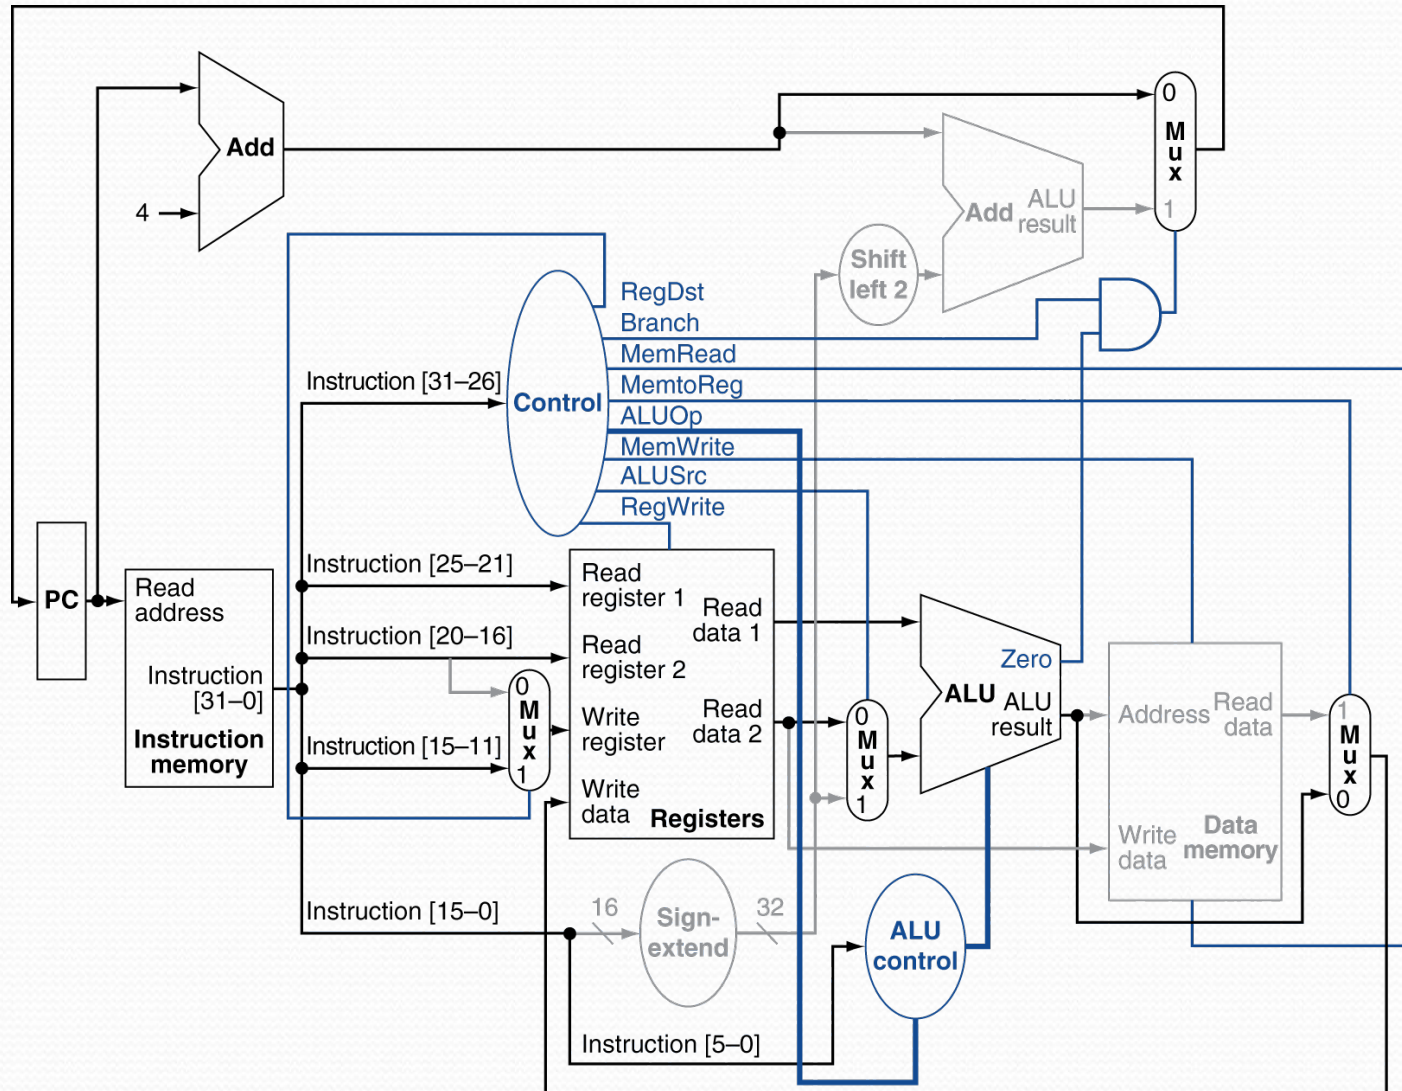 0
M
u
x
1
Add
4
Add
ALU
result
Shift
left 2
RegDst
Branch
MemRead
MemtoReg
ALUOp
MemWrite
ALUSrc
RegWrite
Instruction [31–26]
Control
PC
Read
address
Instruction
[31–0]
Instruction
memory
Instruction [25–21]
Instruction [20–16]
Instruction [15–11]
0
M
u
x
1
Read
register 1
Read
register 2
Write
register
Write
data
Read
data 1
Read
data 2
Registers
0
M
u
x
1
Zero
ALU
ALU
result
Address
Read
data
Write
data
Data
memory
1
M
u
x
0
Instruction [15–0]
16
Sign-
extend
32
ALU
control
Instruction [5–0]